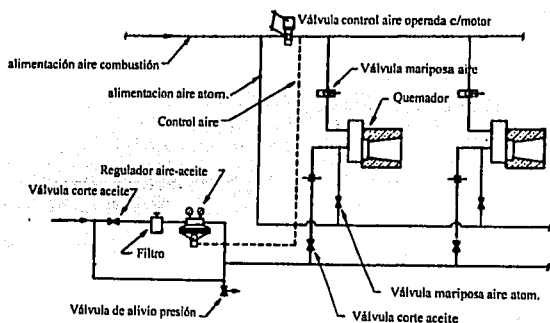 Válvula control aire operada c/motor
alimentación aire combustión
Válvula mariposa aire
alimentacion aire atom.
Quemador
Control aire
Regulador aire-aceite
Válvula corte aceite
Filtro
Válvula mariposa aire atom.
Válvula de alivio presión
Válvula corte aceite